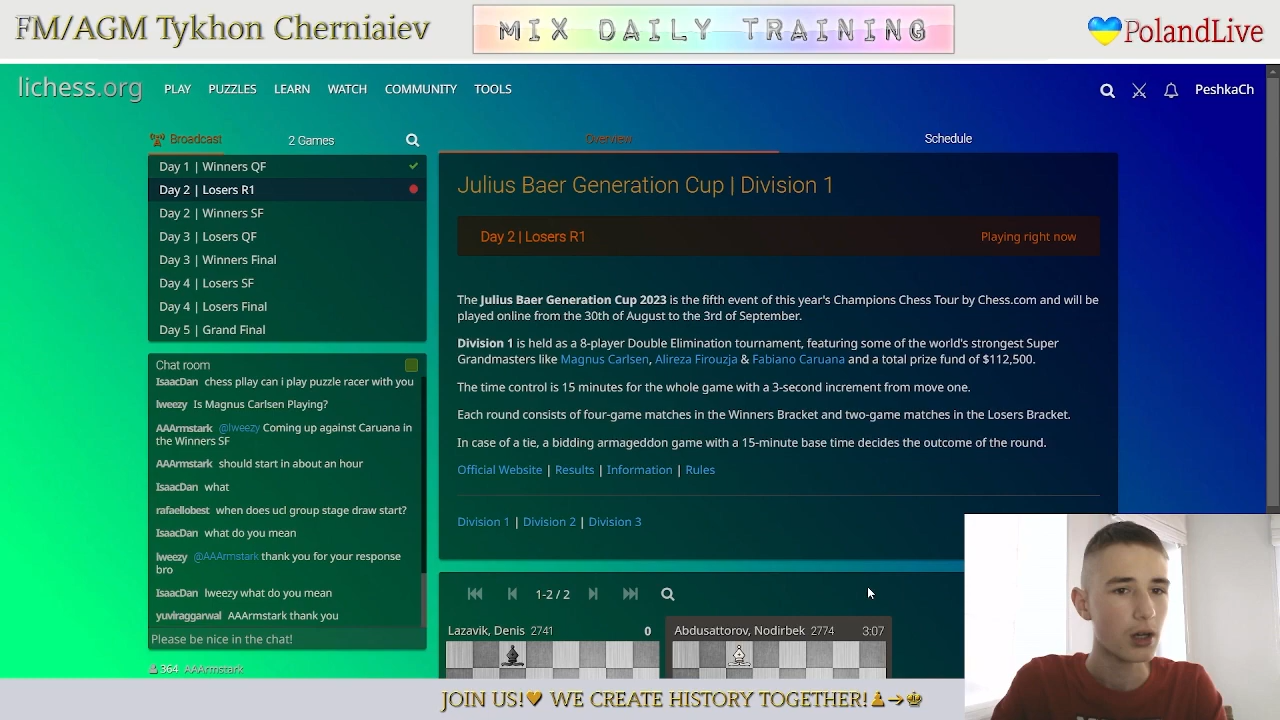 FM/AGM Tykhon Cherniaiev
MIX DAILY TRAINING
PolandLive
lichess.org PLAY PUZZLES LEARN WATCH COMMUNITY TOOLS PeshkaCh
Broadcast 2 Games
Day 1 | Winners QF
Day 2 | Losers R1
Day 2 | Winners SF
Day 3 | Losers QF
Day 3 | Winners Final
Day 4 | Losers SF
Day 4 | Losers Final
Day 5 | Grand Final
Chat room
IsaacDan chess pllay can i play puzzle racer with you
lweezy Is Magnus Carlsen Playing?
AAArmstark @lweezy Coming up against Caruana in
the Winners SF
AAArmstark should start in about an hour
IsaacDan what
rafaellobest when does ucl group stage draw start?
IsaacDan what do you mean
lweezy @AAArmstark thank you for your response
bro
IsaacDan lweezy what do you mean
yuviraggarwal AAArmstark thank you
Please be nice in the chat!
364 AAArmstark
Overview Schedule
Julius Baer Generation Cup | Division 1
Day 2 | Losers R1 Playing right now
The Julius Baer Generation Cup 2023 is the fifth event of this year's Champions Chess Tour by Chess.com and will be
played online from the 30th of August to the 3rd of September.
Division 1 is held as a 8-player Double Elimination tournament, featuring some of the world's strongest Super
Grandmasters like Magnus Carlsen, Alireza Firouzja & Fabiano Caruana and a total prize fund of $112,500.
The time control is 15 minutes for the whole game with a 3-second increment from move one.
Each round consists of four-game matches in the Winners Bracket and two-game matches in the Losers Bracket.
In case of a tie, a bidding armageddon game with a 15-minute base time decides the outcome of the round.
Official Website | Results | Information | Rules
Division 1 | Division 2 | Division 3
1-2 / 2
Lazavik, Denis 2741 0
Abdusattorov, Nodirbek 2774 3:07
JOIN US!♥ WE CREATE HISTORY TOGETHER!♟→♚